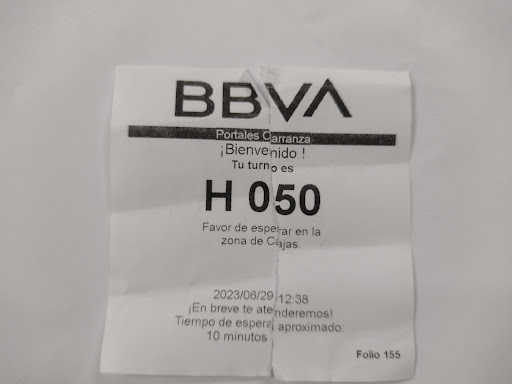 BBVA
Portales Carranza
¡Bienvenido !
Tu turno es
H 050
Favor de esperar en la
zona de Cajas.
2023/06/29 12:38
¡En breve te atenderemos!
Tiempo de espera aproximado:
10 minutos
Folio 155